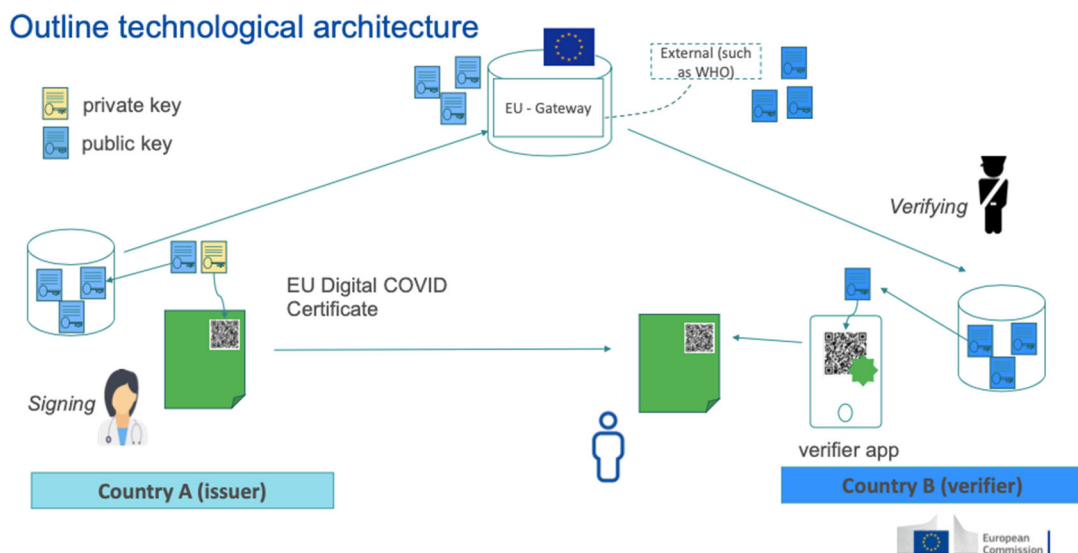 Outline technological architecture
External (such
as WHO)
private key
EU - Gateway
public key
Verifying
EU Digital COVID
Certificate
Signing
verifier app
Country A (issuer)
Country B (verifier)
European
Commission